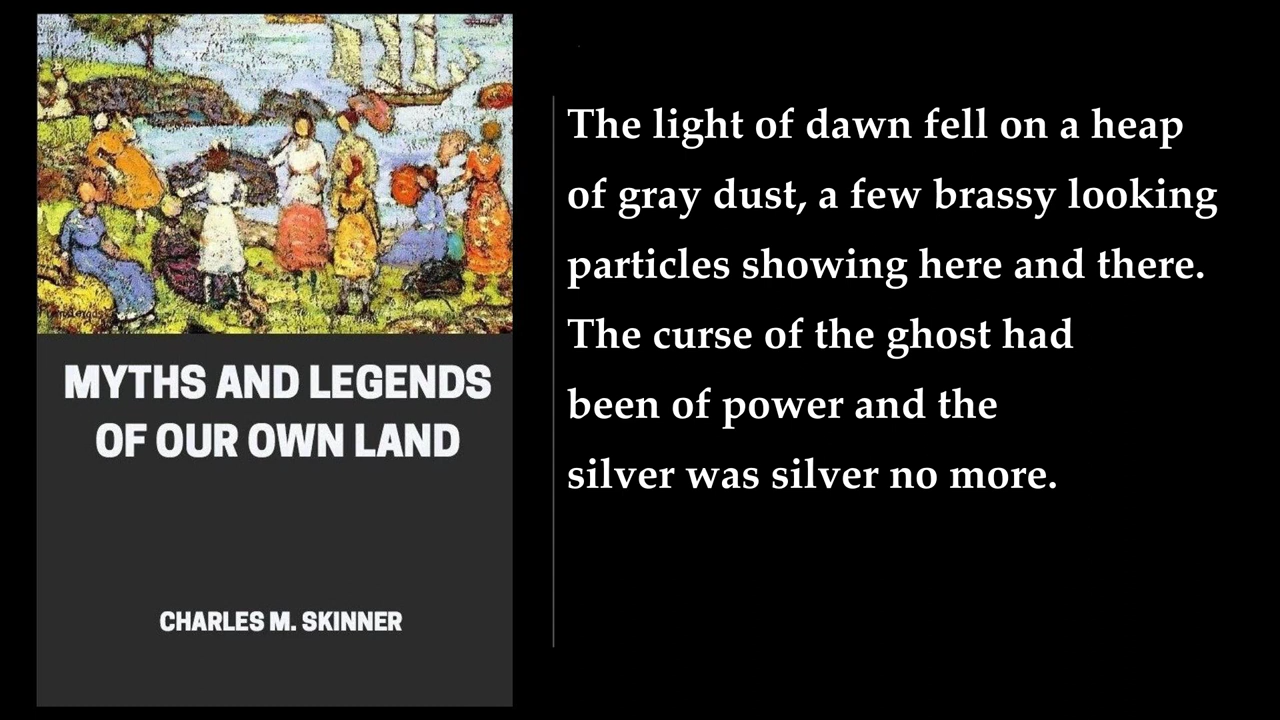 MYTHS AND LEGENDS
OF OUR OWN LAND
CHARLES M. SKINNER
The light of dawn fell on a heap
of gray dust, a few brassy looking
particles showing here and there.
The curse of the ghost had
been of power and the
silver was silver no more.